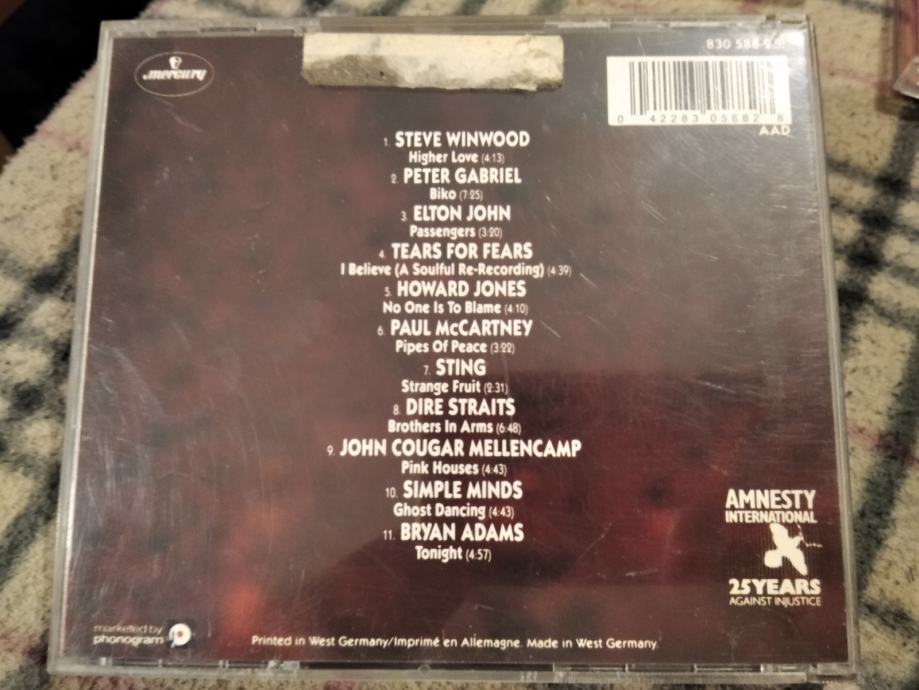 mercury
830 588-2
0 42283 05682 8
AAD
1. STEVE WINWOOD
Higher Love (4:13)
2. PETER GABRIEL
Biko (7:25)
3. ELTON JOHN
Passengers (3:20)
4. TEARS FOR FEARS
I Believe (A Soulful Re-Recording) (4:39)
5. HOWARD JONES
No One Is To Blame (4:10)
6. PAUL McCARTNEY
Pipes Of Peace (3:22)
7. STING
Strange Fruit (2:31)
8. DIRE STRAITS
Brothers In Arms (6:48)
9. JOHN COUGAR MELLENCAMP
Pink Houses (4:43)
10. SIMPLE MINDS
Ghost Dancing (4:43)
11. BRYAN ADAMS
Tonight (4:57)
AMNESTY
INTERNATIONAL
25 YEARS
AGAINST INJUSTICE
marketed by
phonogram
Printed in West Germany/Imprimé en Allemagne. Made in West Germany.